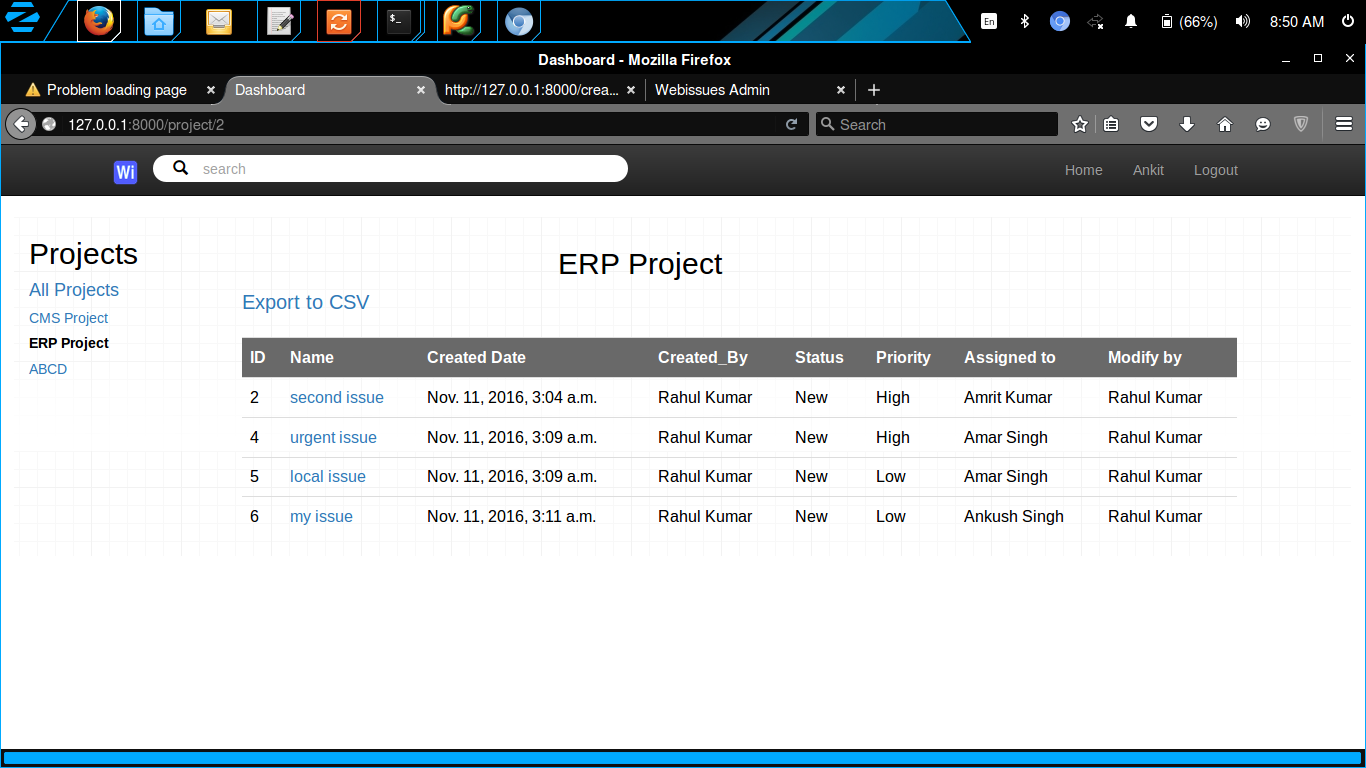 En (66%) 8:50 AM
Dashboard - Mozilla Firefox
Problem loading page Dashboard http://127.0.0.1:8000/crea... Webissues Admin
127.0.0.1:8000/project/2 Search
Wi search Home Ankit Logout
Projects
All Projects
CMS Project
ERP Project
ABCD
ERP Project
Export to CSV
ID Name Created Date Created_By Status Priority Assigned to Modify by
2 second issue Nov. 11, 2016, 3:04 a.m. Rahul Kumar New High Amrit Kumar Rahul Kumar
4 urgent issue Nov. 11, 2016, 3:09 a.m. Rahul Kumar New High Amar Singh Rahul Kumar
5 local issue Nov. 11, 2016, 3:09 a.m. Rahul Kumar New Low Amar Singh Rahul Kumar
6 my issue Nov. 11, 2016, 3:11 a.m. Rahul Kumar New Low Ankush Singh Rahul Kumar